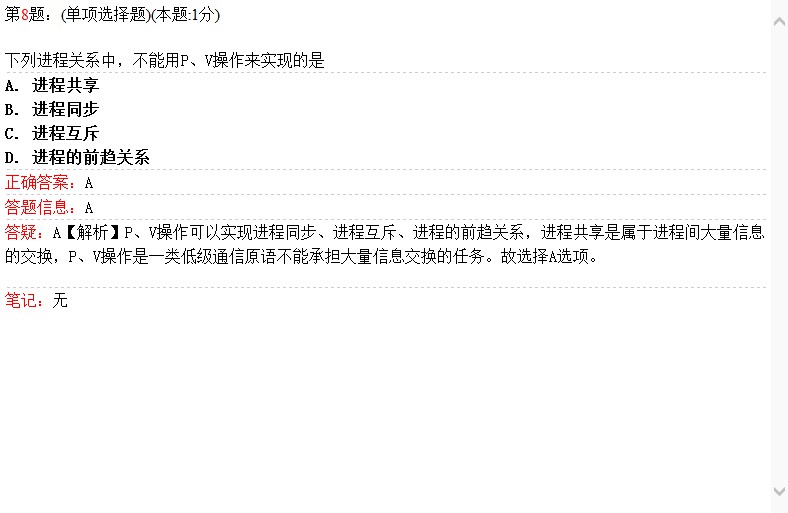 第8题：(单项选择题)(本题:1分)
下列进程关系中，不能用P、V操作来实现的是
A. 进程共享
B. 进程同步
C. 进程互斥
D. 进程的前趋关系
正确答案：A
答题信息：A
答疑：A【解析】P、V操作可以实现进程同步、进程互斥、进程的前趋关系，进程共享是属于进程间大量信息
的交换，P、V操作是一类低级通信原语不能承担大量信息交换的任务。故选择A选项。
笔记：无